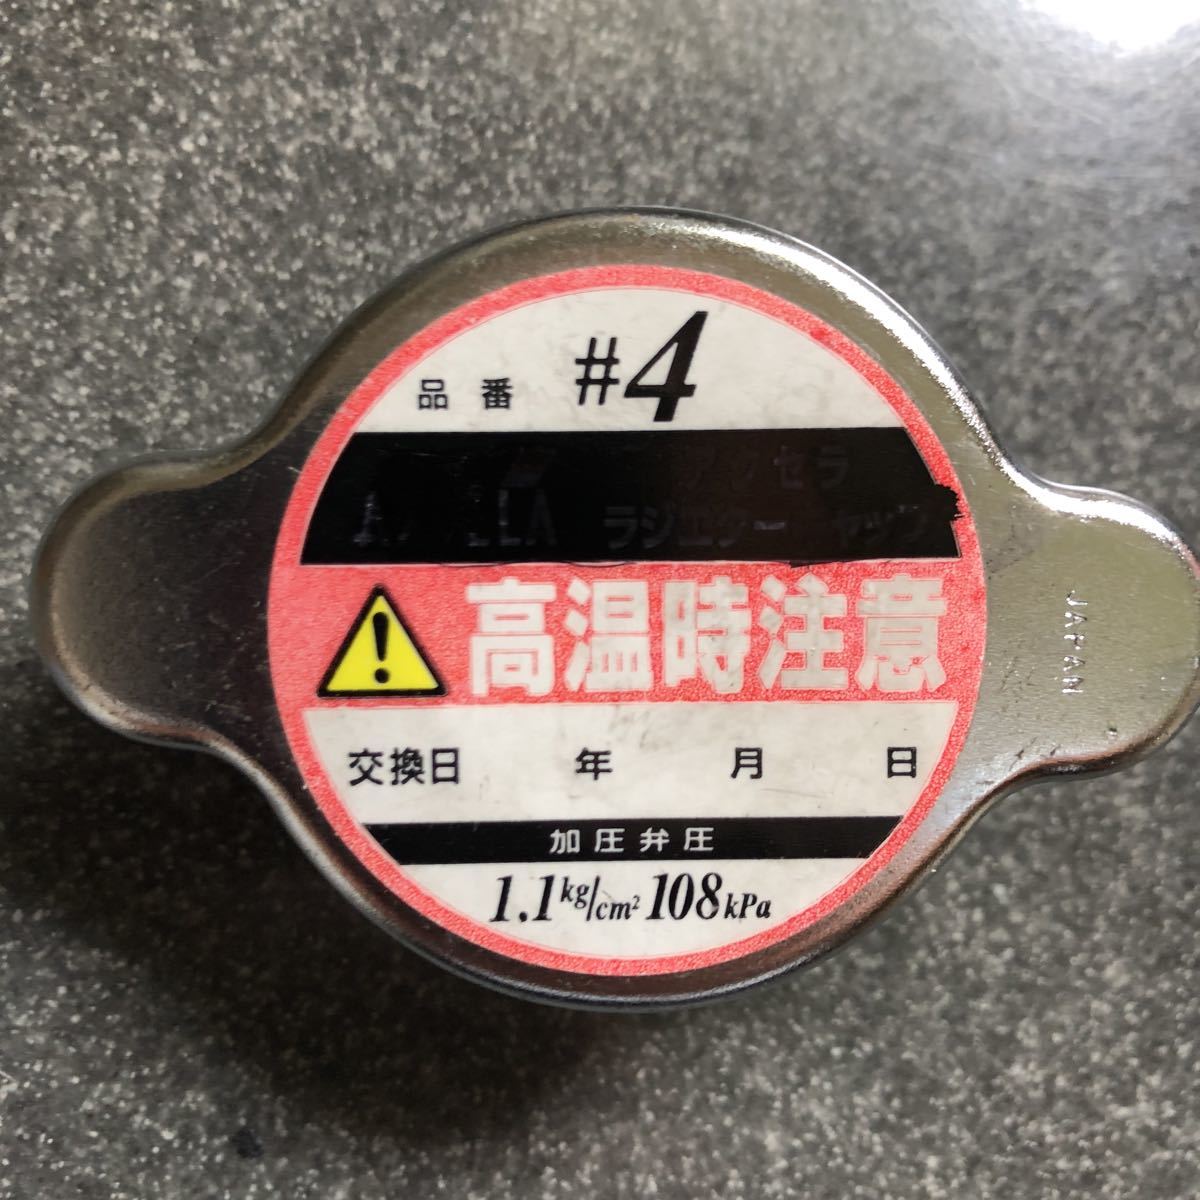 品番 #4
アクセラ
ラジエターキャップ
高温時注意
交換日 年 月 日
加圧弁圧
1.1kg/cm² 108kPa
JAPAN